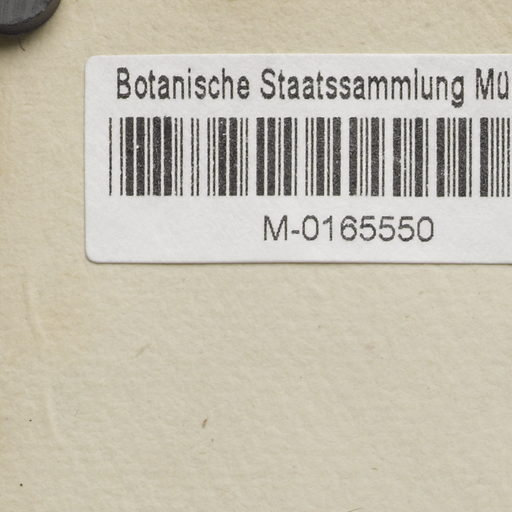 Botanische Staatssammlung Mü
M-0165550